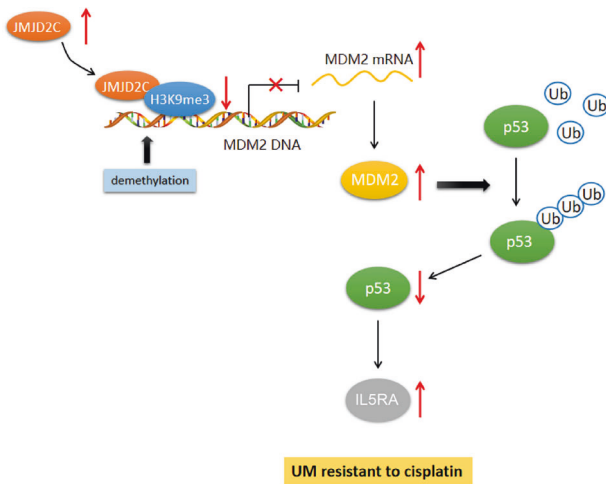 JMJD2C
JMJD2C
H3K9me3
MDM2 DNA
demethylation
MDM2 mRNA
MDM2
p53
Ub
Ub
Ub
Ub
Ub
Ub
p53
p53
IL5RA
UM resistant to cisplatin